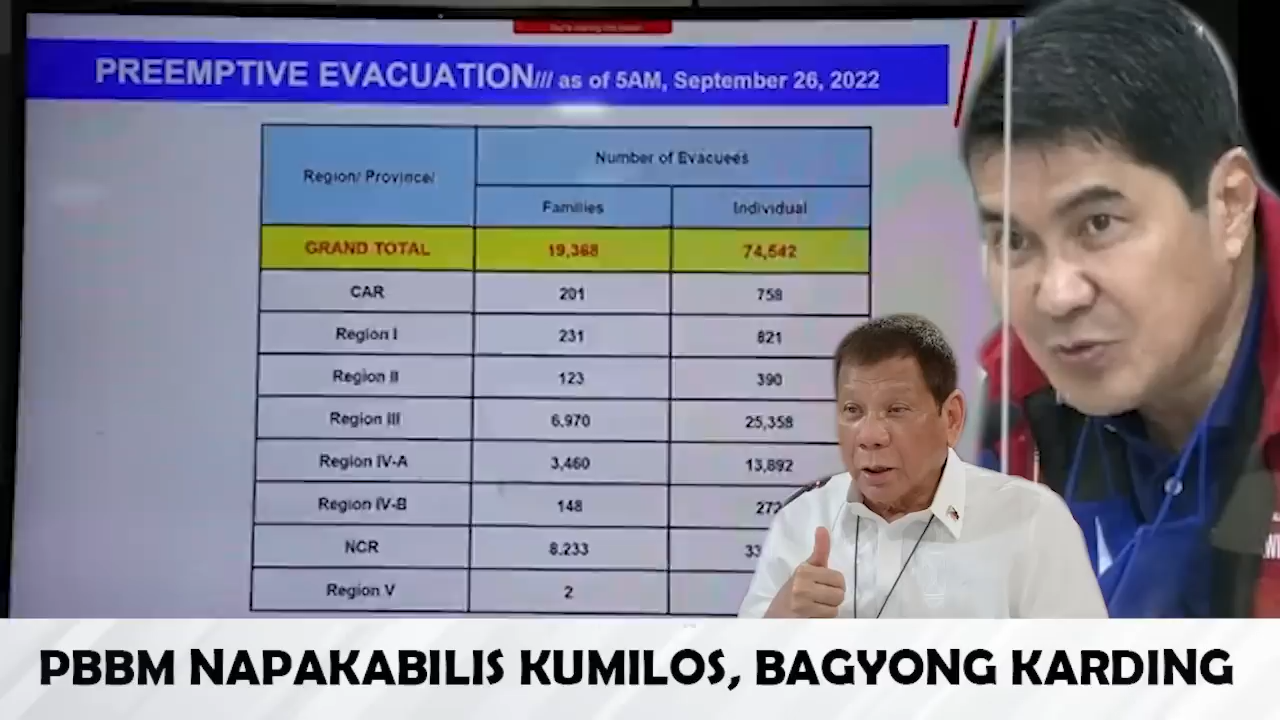 PREEMPTIVE EVACUATION/// as of 5AM, September 26, 2022
Region/ Province/
Number of Evacuees
Families Individual
GRAND TOTAL 19,368 74,542
CAR 201 758
Region I 231 821
Region II 123 390
Region III 6,970 25,358
Region IV-A 3,460 13,892
Region IV-B 148 272
NCR 8,233 33
Region V 2
PBBM NAPAKABILIS KUMILOS, BAGYONG KARDING